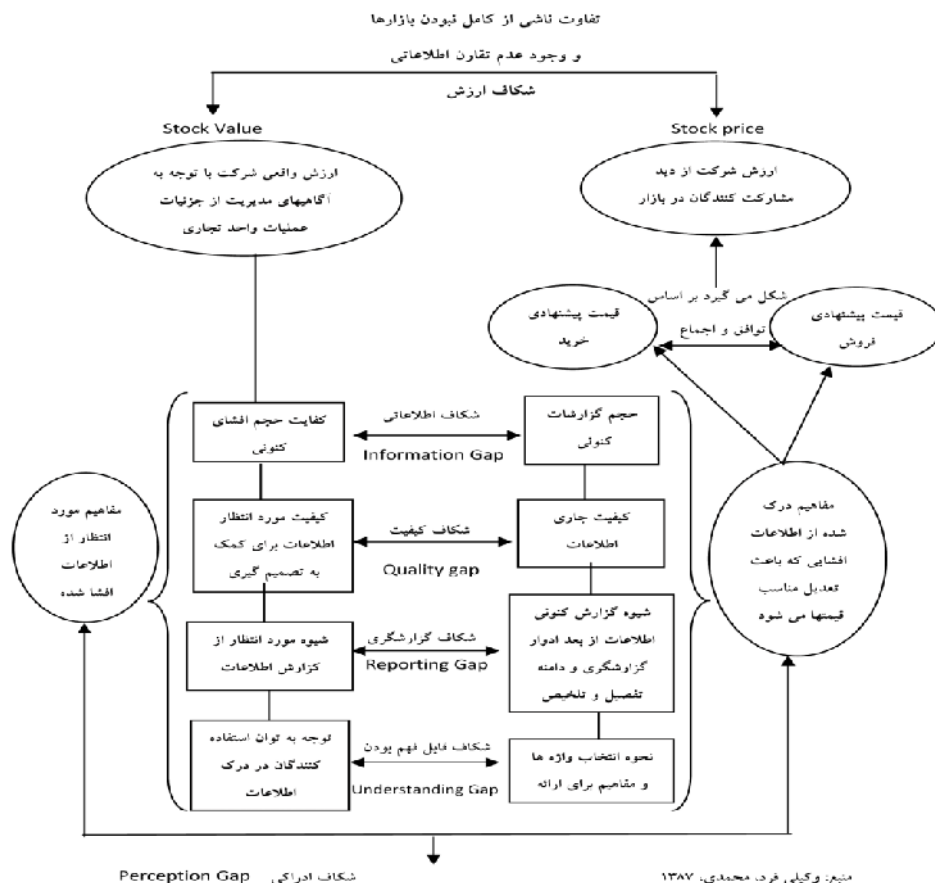 تفاوت ناشی از کامل نبودن بازارها
و وجود عدم تقارن اطلاعاتی
شکاف ارزش
Stock Value
Stock price
ارزش واقعی شرکت با توجه به
آگاهیهای مدیریت از جزئیات
عملیات واحد تجاری
ارزش شرکت از دید
مشارکت کنندگان در بازار
شکل می گیرد بر اساس
توافق و اجماع
قیمت پیشنهادی
خرید
قیمت پیشنهادی
فروش
کفایت حجم افشای
کنونی
شکاف اطلاعاتی
Information Gap
حجم گزارشات
کنونی
کیفیت مورد انتظار
اطلاعات برای کمک
به تصمیم گیری
شکاف کیفیت
Quality gap
کیفیت جاری
اطلاعات
شیوه مورد انتظار از
گزارش اطلاعات
شکاف گزارشگری
Reporting Gap
شیوه گزارش کنونی
اطلاعات از بعد ادوار
گزارشگری و دامنه
تفصیل و تلخیص
توجه به توان استفاده
کنندگان در درک
اطلاعات
شکاف قابل فهم بودن
Understanding Gap
نحوه انتخاب واژه ها
و مفاهیم برای ارائه
مفاهیم مورد
انتظار از
اطلاعات
افشا شده
مفاهیم درک
شده از اطلاعات
افشایی که باعث
تعدیل مناسب
قیمتها می شود
Perception Gap شکاف ادراکی
منبع: وکیلی فرد، محمدی، ۱۳۸۷